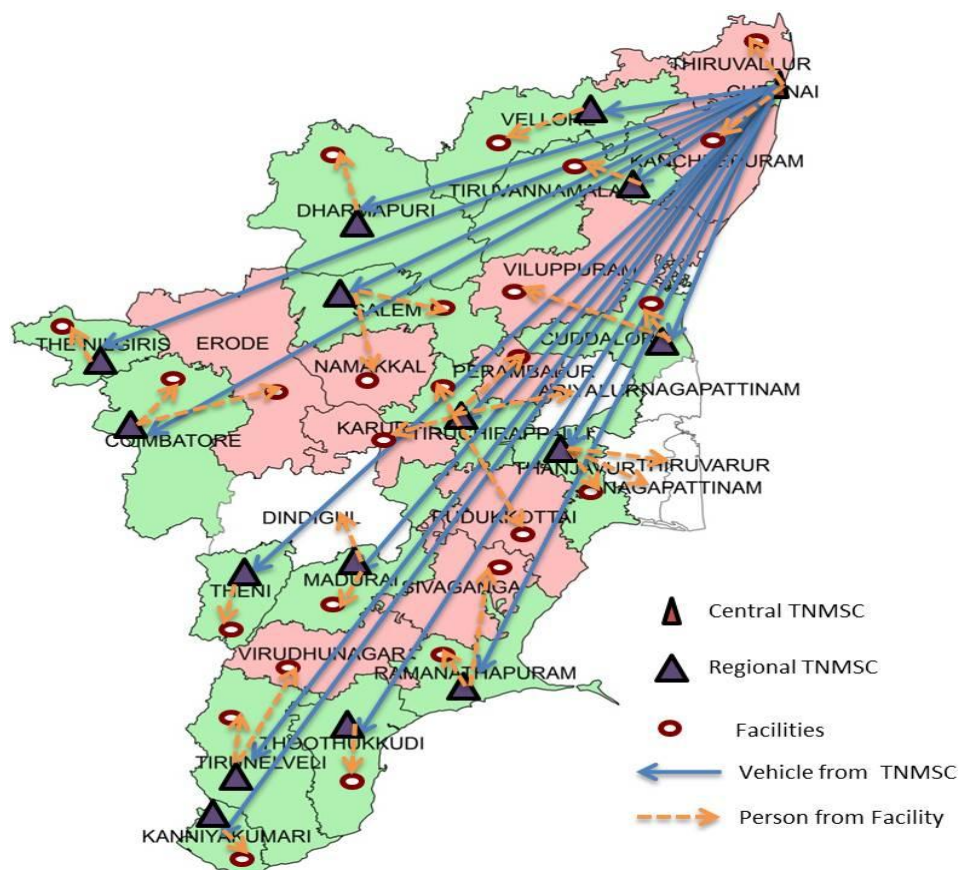 THIRUVALLUR
CHENNAI
VELLORE
KANCHEEPURAM
TIRUVANNAMALAI
DHARMAPURI
VILUPPURAM
SALEM
CUDDALORE
THE NILGIRIS
ERODE
NAMAKKAL
PERAMBALUR
ARIYALUR
NAGAPATTINAM
KARUR
TIRUCHIRAPPALLI
COIMBATORE
THANJAVUR
THIRUVARUR
NAGAPATTINAM
DINDIGUL
PUDUKKOTTAI
MADURAI
SIVAGANGA
THENI
Central TNMSC
VIRUDHUNAGAR
RAMANATHAPURAM
Regional TNMSC
Facilities
THOOTHUKKUDI
TIRUNELVELI
Vehicle from TNMSC
Person from Facility
KANNIYAKUMARI